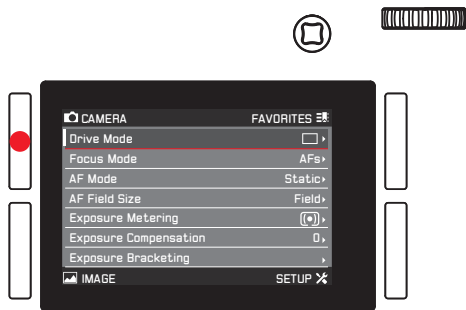 CAMERA FAVORITES
Drive Mode
Focus Mode AFs
AF Mode Static
AF Field Size Field
Exposure Metering
Exposure Compensation 0
Exposure Bracketing
IMAGE SETUP